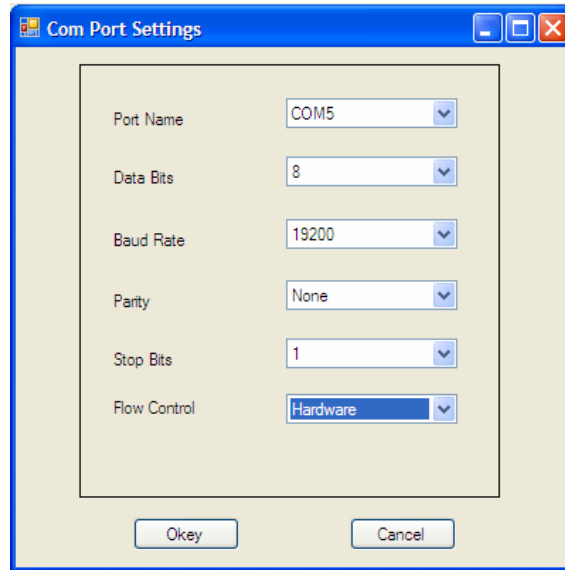 Com Port Settings
Port Name COM5
Data Bits 8
Baud Rate 19200
Parity None
Stop Bits 1
Flow Control Hardware
Okey Cancel